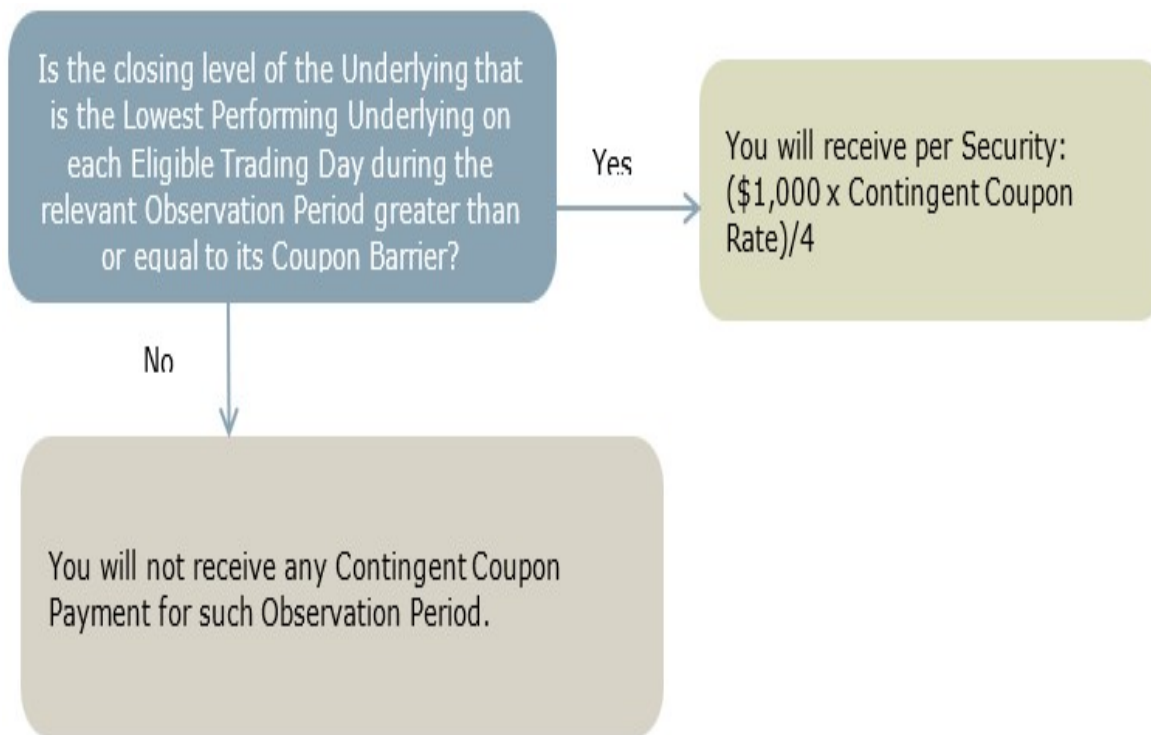 Is the closing level of the Underlying that
is the Lowest Performing Underlying on
each Eligible Trading Day during the
relevant Observation Period greater than
or equal to its Coupon Barrier?
Yes
You will receive per Security:
($1,000 x Contingent Coupon
Rate)/4
No
You will not receive any Contingent Coupon
Payment for such Observation Period.